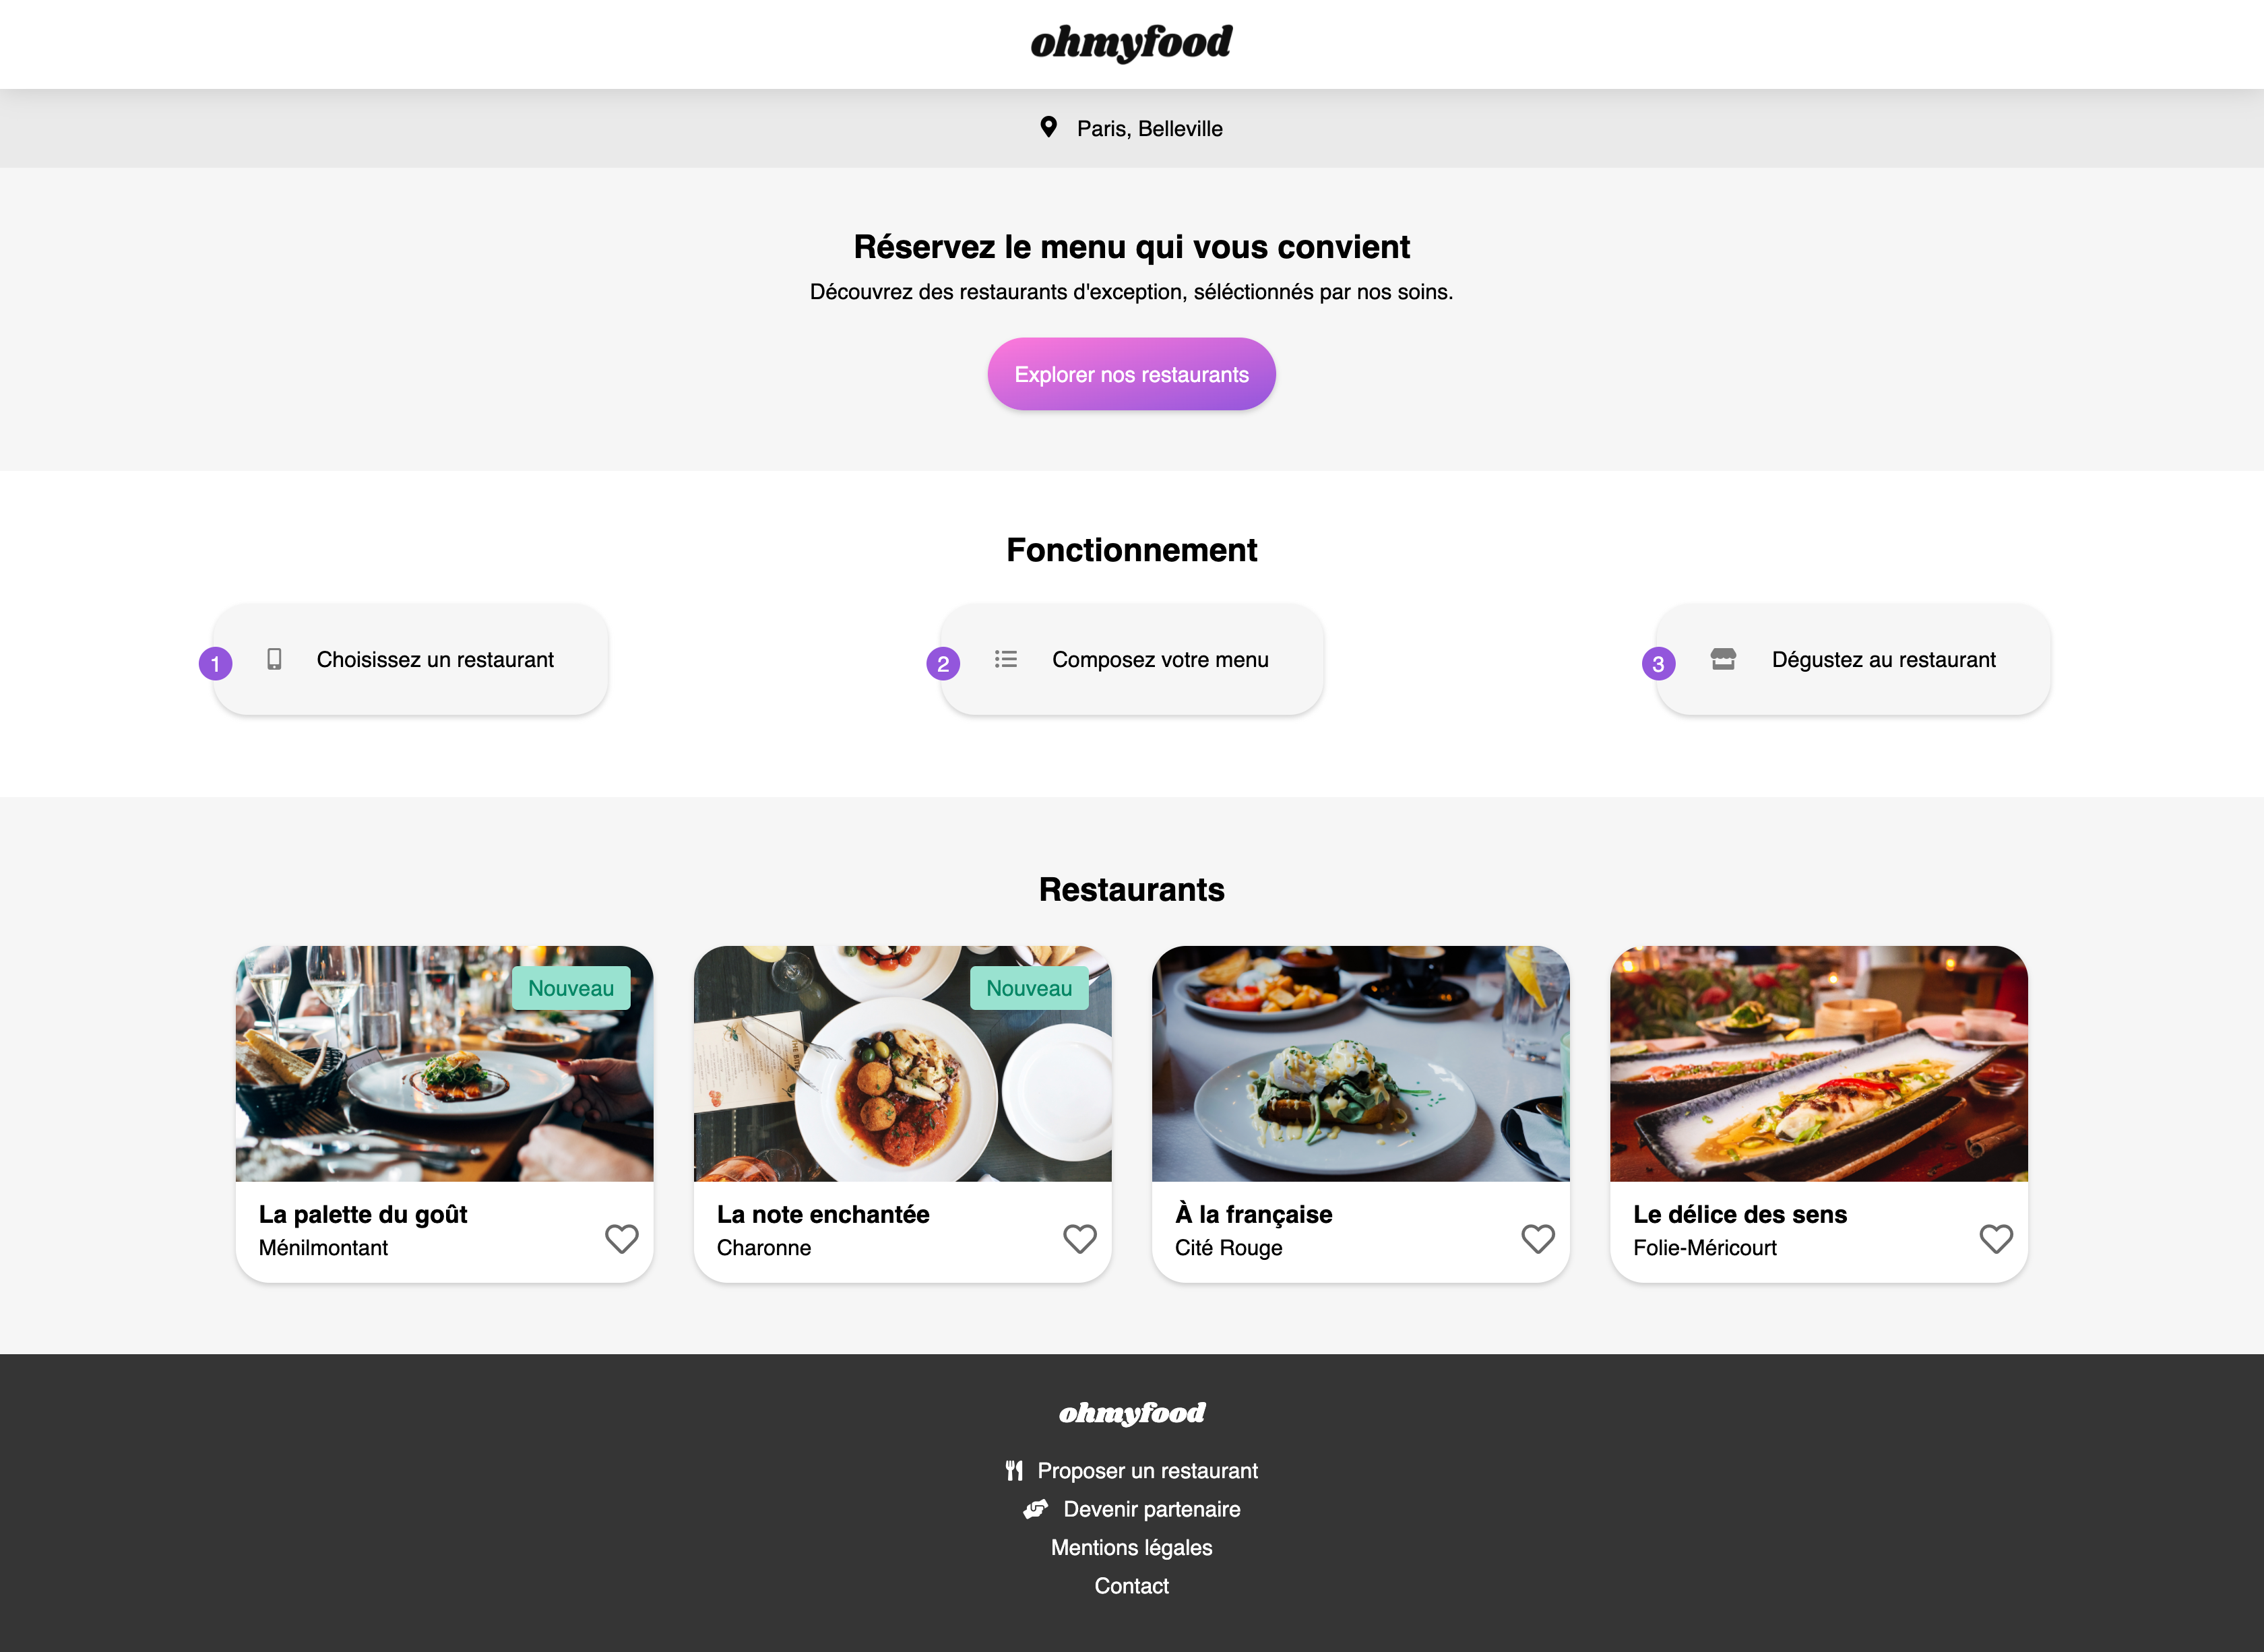 ohmyfood
Paris, Belleville
Réservez le menu qui vous convient
Découvrez des restaurants d'exception, séléctionnés par nos soins.
Explorer nos restaurants
Fonctionnement
1 Choisissez un restaurant
2 Composez votre menu
3 Dégustez au restaurant
Restaurants
Nouveau
La palette du goût
Ménilmontant
Nouveau
La note enchantée
Charonne
À la française
Cité Rouge
Le délice des sens
Folie-Méricourt
ohmyfood
Proposer un restaurant
Devenir partenaire
Mentions légales
Contact